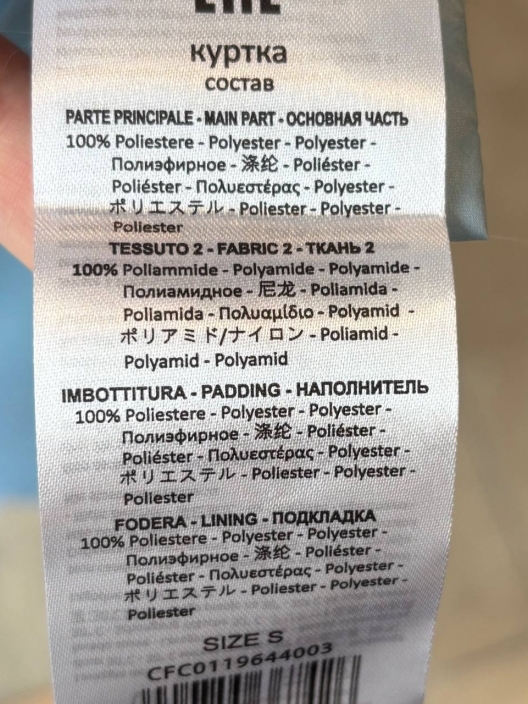 EAC
куртка
состав
PARTE PRINCIPALE - MAIN PART - ОСНОВНАЯ ЧАСТЬ
100% Poliestere - Polyester - Polyester -
Полиэфирное - 涤纶 - Poliéster -
Poliéster - Πολυεστέρας - Polyester -
ポリエステル - Poliester - Polyester -
Poliester
TESSUTO 2 - FABRIC 2 - ТКАНЬ 2
100% Poliammide - Polyamide - Polyamide -
Полиамидное - 尼龙 - Poliamida -
Poliamida - Πολυαμίδιο - Polyamid -
ポリアミド/ナイロン - Poliamid -
Polyamid - Polyamid
IMBOTTITURA - PADDING - НАПОЛНИТЕЛЬ
100% Poliestere - Polyester - Polyester -
Полиэфирное - 涤纶 - Poliéster -
Poliéster - Πολυεστέρας - Polyester -
ポリエステル - Poliester - Polyester -
Poliester
FODERA - LINING - ПОДКЛАДКА
100% Poliestere - Polyester - Polyester -
Полиэфирное - 涤纶 - Poliéster -
Poliéster - Πολυεστέρας - Polyester -
ポリエステル - Poliester - Polyester -
Poliester
SIZE S
CFC0119644003